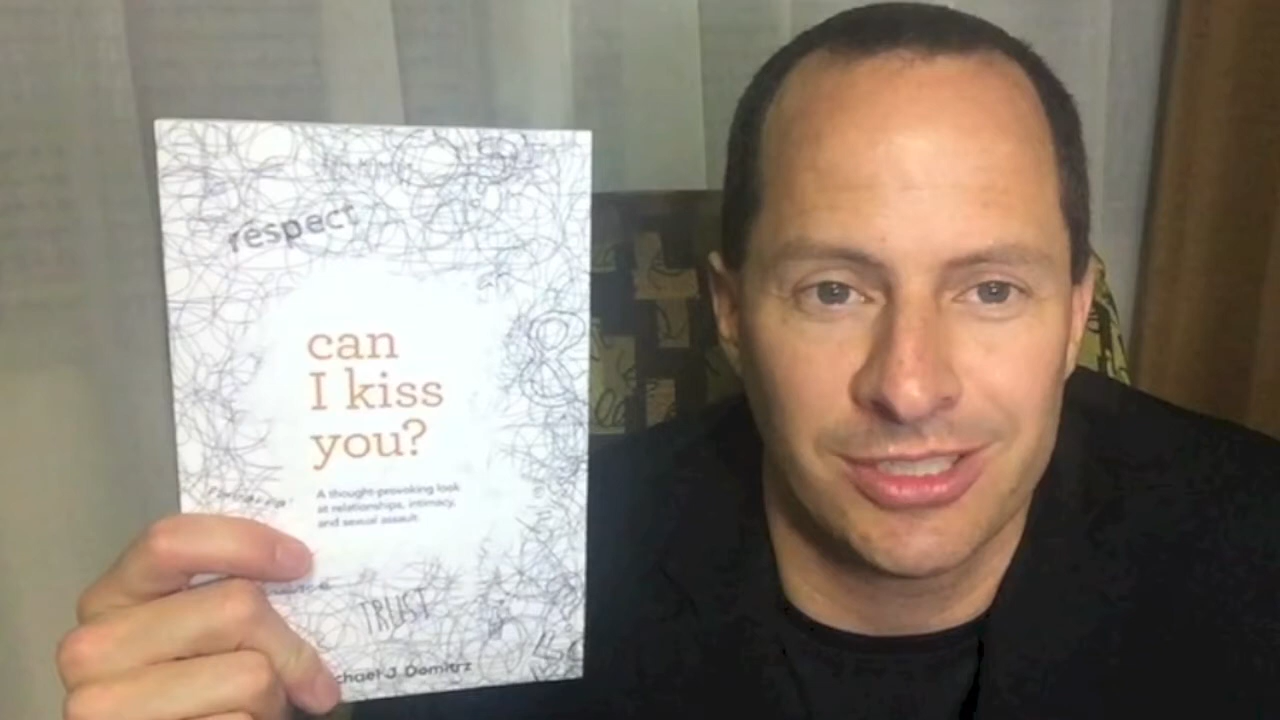 respect
can
I kiss
you?
A thought-provoking look
at relationships, intimacy,
and sexual assault
TRUST
chael J. Domitrz